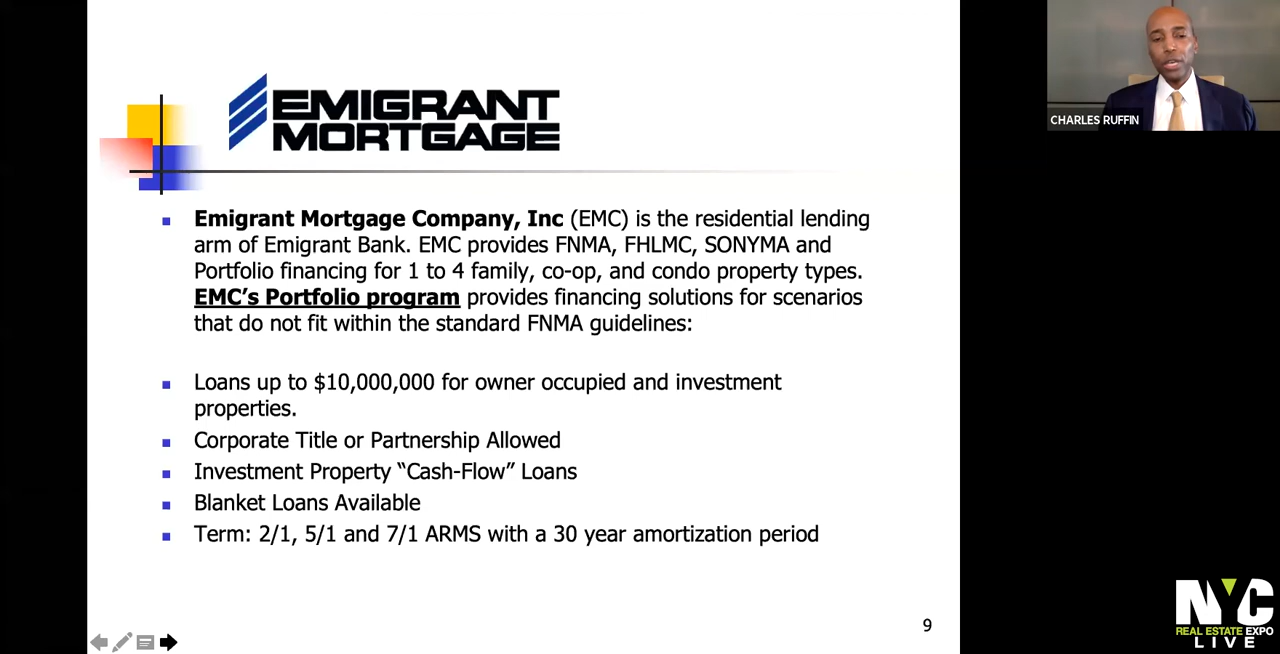 EMIGRANT
MORTGAGE
Emigrant Mortgage Company, Inc (EMC) is the residential lending
arm of Emigrant Bank. EMC provides FNMA, FHLMC, SONYMA and
Portfolio financing for 1 to 4 family, co-op, and condo property types.
EMC’s Portfolio program provides financing solutions for scenarios
that do not fit within the standard FNMA guidelines:
Loans up to $10,000,000 for owner occupied and investment
properties.
Corporate Title or Partnership Allowed
Investment Property “Cash-Flow” Loans
Blanket Loans Available
Term: 2/1, 5/1 and 7/1 ARMS with a 30 year amortization period
9
CHARLES RUFFIN
NYC
REAL ESTATE EXPO
LIVE